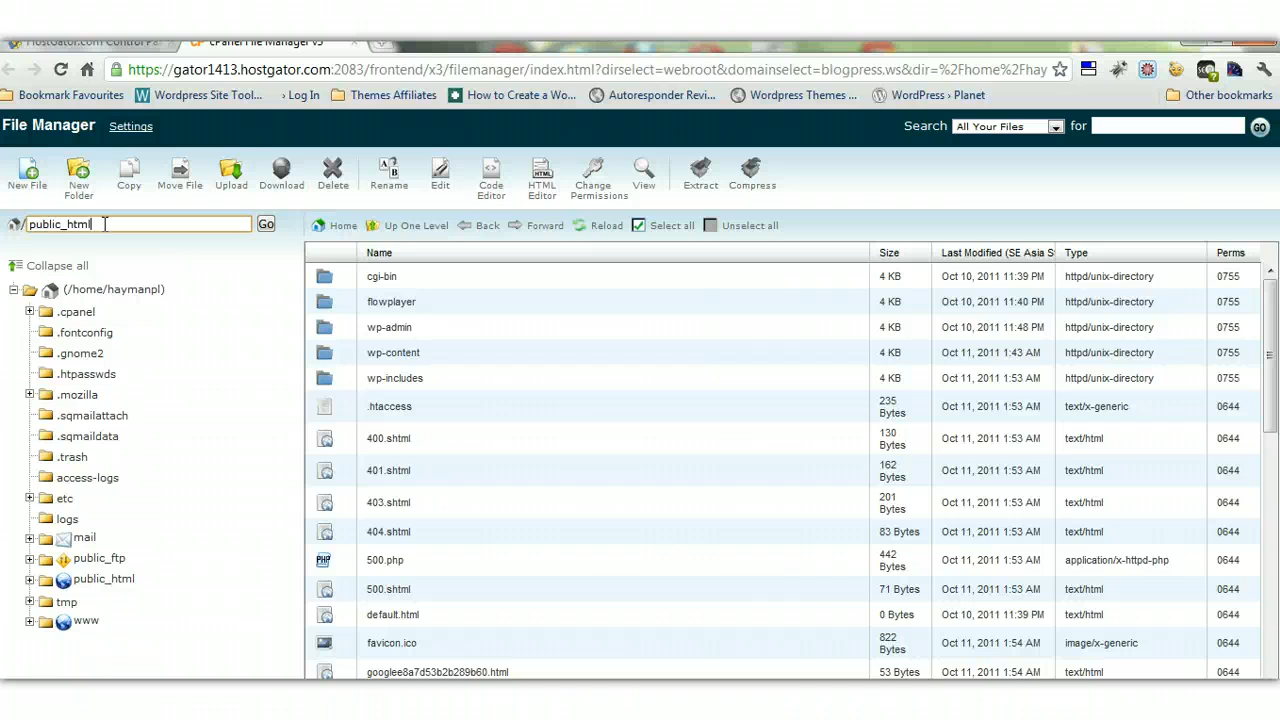 HostGator.com Control Pa
cPanel File Manager v3
https://gator1413.hostgator.com:2083/frontend/x3/filemanager/index.html?dirselect=webroot&domainselect=blogpress.ws&dir=%2Fhome%2Fhay
Bookmark Favourites Wordpress Site Tool... › Log In Themes Affiliates How to Create a Wo... Autoresponder Revi... Wordpress Themes ... WordPress › Planet Other bookmarks
File Manager Settings Search All Your Files for GO
New File New Folder Copy Move File Upload Download Delete Rename Edit Code Editor HTML Editor Change Permissions View Extract Compress
/ public_html Go Home Up One Level Back Forward Reload Select all Unselect all
Collapse all
(/home/haymanpl)
.cpanel
.fontconfig
.gnome2
.htpasswds
.mozilla
.sqmailattach
.sqmaildata
.trash
access-logs
etc
logs
mail
public_ftp
public_html
tmp
www
Name Size Last Modified (SE Asia S Type Perms
cgi-bin 4 KB Oct 10, 2011 11:39 PM httpd/unix-directory 0755
flowplayer 4 KB Oct 10, 2011 11:40 PM httpd/unix-directory 0755
wp-admin 4 KB Oct 10, 2011 11:48 PM httpd/unix-directory 0755
wp-content 4 KB Oct 11, 2011 1:43 AM httpd/unix-directory 0755
wp-includes 4 KB Oct 11, 2011 1:53 AM httpd/unix-directory 0755
.htaccess 235 Bytes Oct 11, 2011 1:53 AM text/x-generic 0644
400.shtml 130 Bytes Oct 11, 2011 1:53 AM text/html 0644
401.shtml 162 Bytes Oct 11, 2011 1:53 AM text/html 0644
403.shtml 201 Bytes Oct 11, 2011 1:53 AM text/html 0644
404.shtml 83 Bytes Oct 11, 2011 1:53 AM text/html 0644
500.php 442 Bytes Oct 11, 2011 1:53 AM application/x-httpd-php 0644
500.shtml 71 Bytes Oct 11, 2011 1:53 AM text/html 0644
default.html 0 Bytes Oct 10, 2011 11:39 PM text/html 0644
favicon.ico 822 Bytes Oct 11, 2011 1:54 AM image/x-generic 0644
googlee8a7d53b2b289b60.html 53 Bytes Oct 11, 2011 1:54 AM text/html 0644